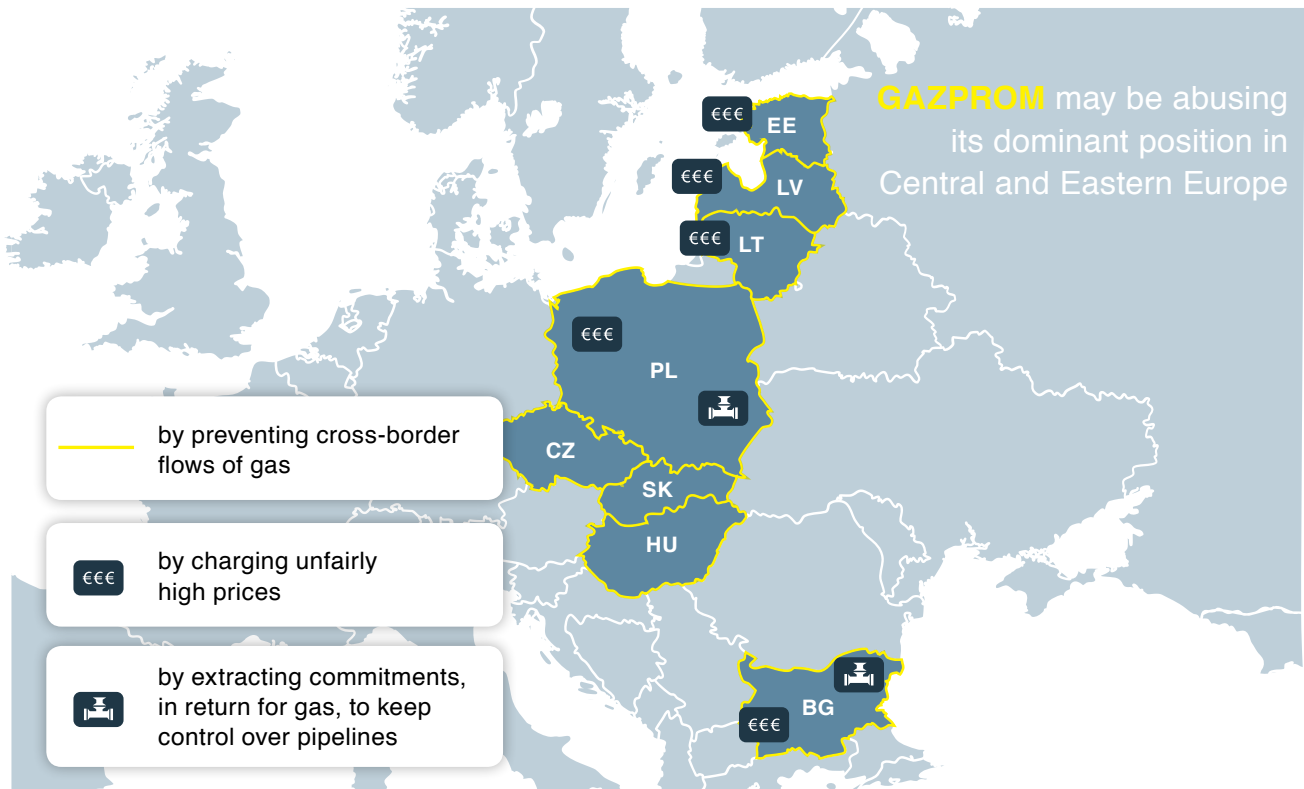 GAZPROM may be abusing
its dominant position in
Central and Eastern Europe
€€€
EE
€€€
LV
€€€
LT
€€€
PL
CZ
SK
HU
€€€
BG
by preventing cross-border
flows of gas
€€€
by charging unfairly
high prices
by extracting commitments,
in return for gas, to keep
control over pipelines